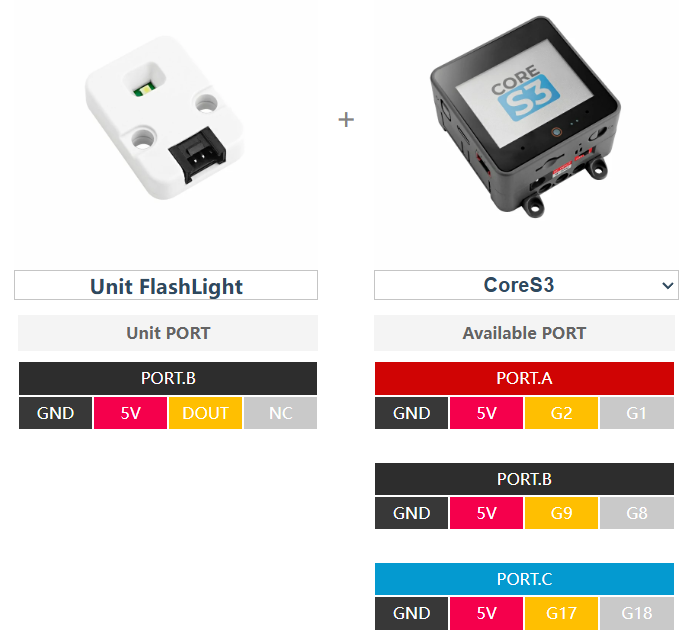 CORE
S3
+
Unit FlashLight
CoreS3
Unit PORT
Available PORT
PORT.B
GND 5V DOUT NC
PORT.A
GND 5V G2 G1
PORT.B
GND 5V G9 G8
PORT.C
GND 5V G17 G18